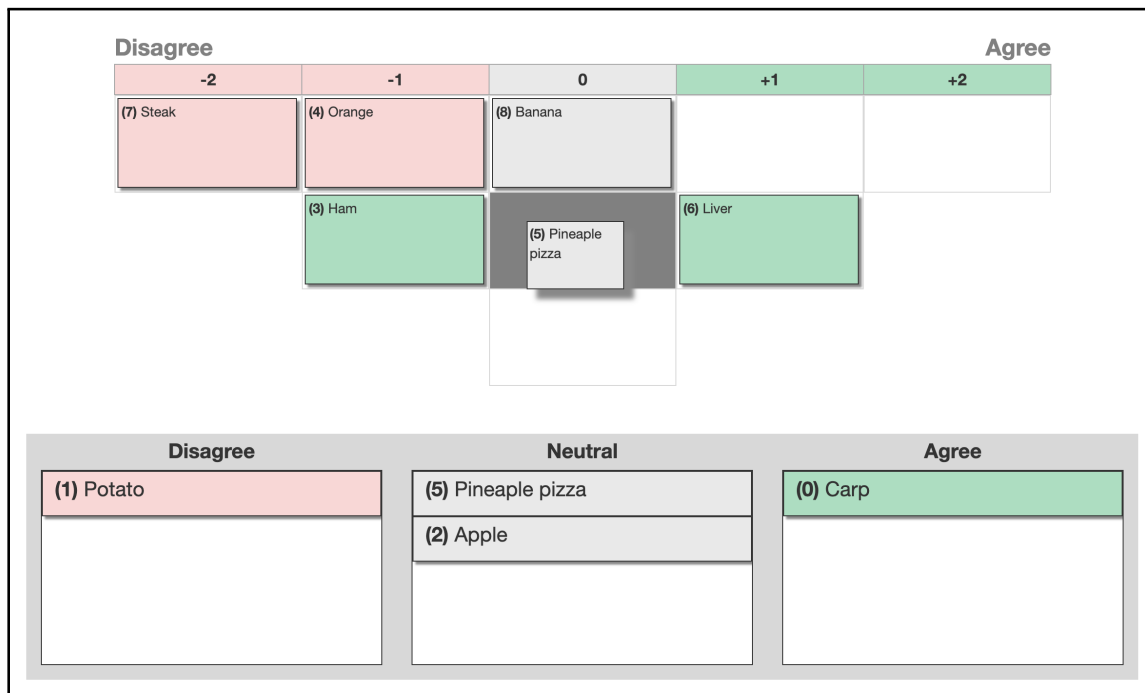 Disagree Agree
-2 -1 0 +1 +2
(7) Steak (4) Orange (8) Banana
(3) Ham (5) Pineaple (6) Liver
pizza
Disagree Neutral Agree
(1) Potato (5) Pineaple pizza (0) Carp
(2) Apple